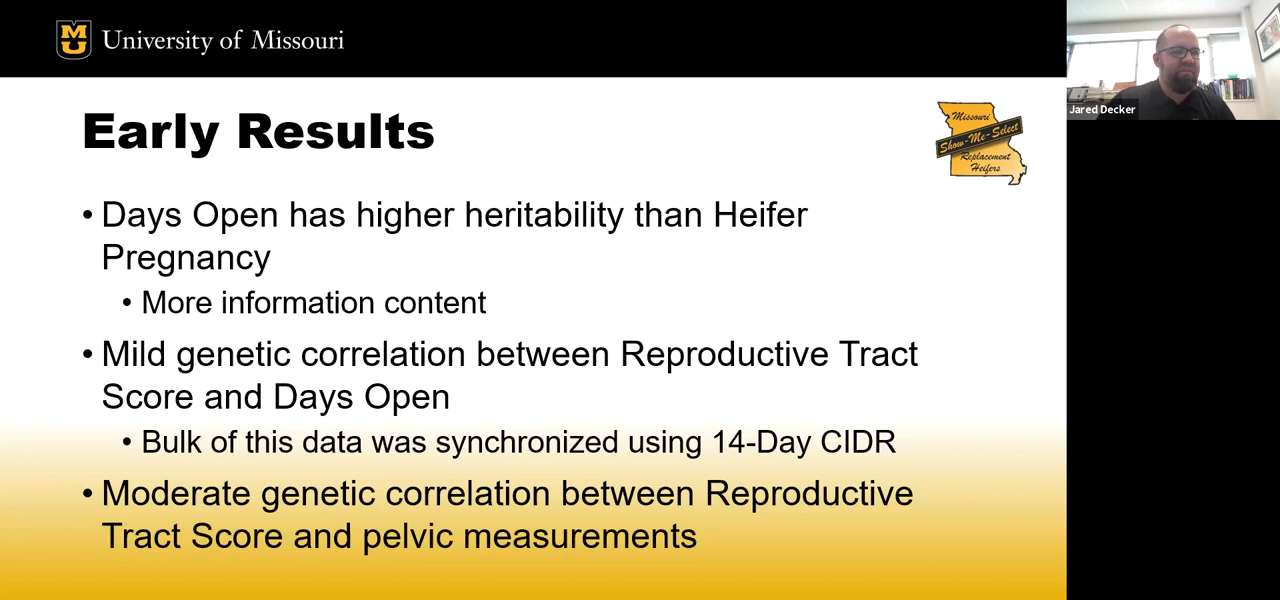 University of Missouri
Jared Decker
Early Results
Missouri
Show-Me-Select
Replacement
Heifers
• Days Open has higher heritability than Heifer
Pregnancy
• More information content
• Mild genetic correlation between Reproductive Tract
Score and Days Open
• Bulk of this data was synchronized using 14-Day CIDR
• Moderate genetic correlation between Reproductive
Tract Score and pelvic measurements